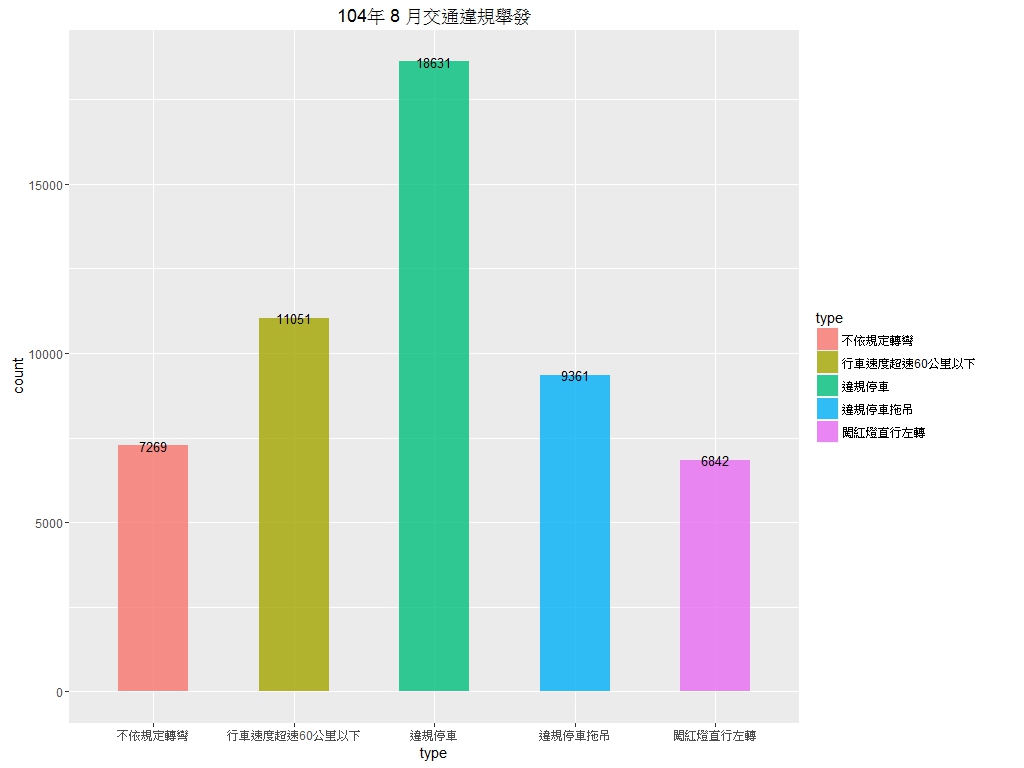 104年 8 月交通違規舉發
18631
15000
11051
10000
9361
7269
6842
5000
0
count
不依規定轉彎 行車速度超速60公里以下 違規停車 違規停車拖吊 闖紅燈直行左轉
type
type
不依規定轉彎
行車速度超速60公里以下
違規停車
違規停車拖吊
闖紅燈直行左轉